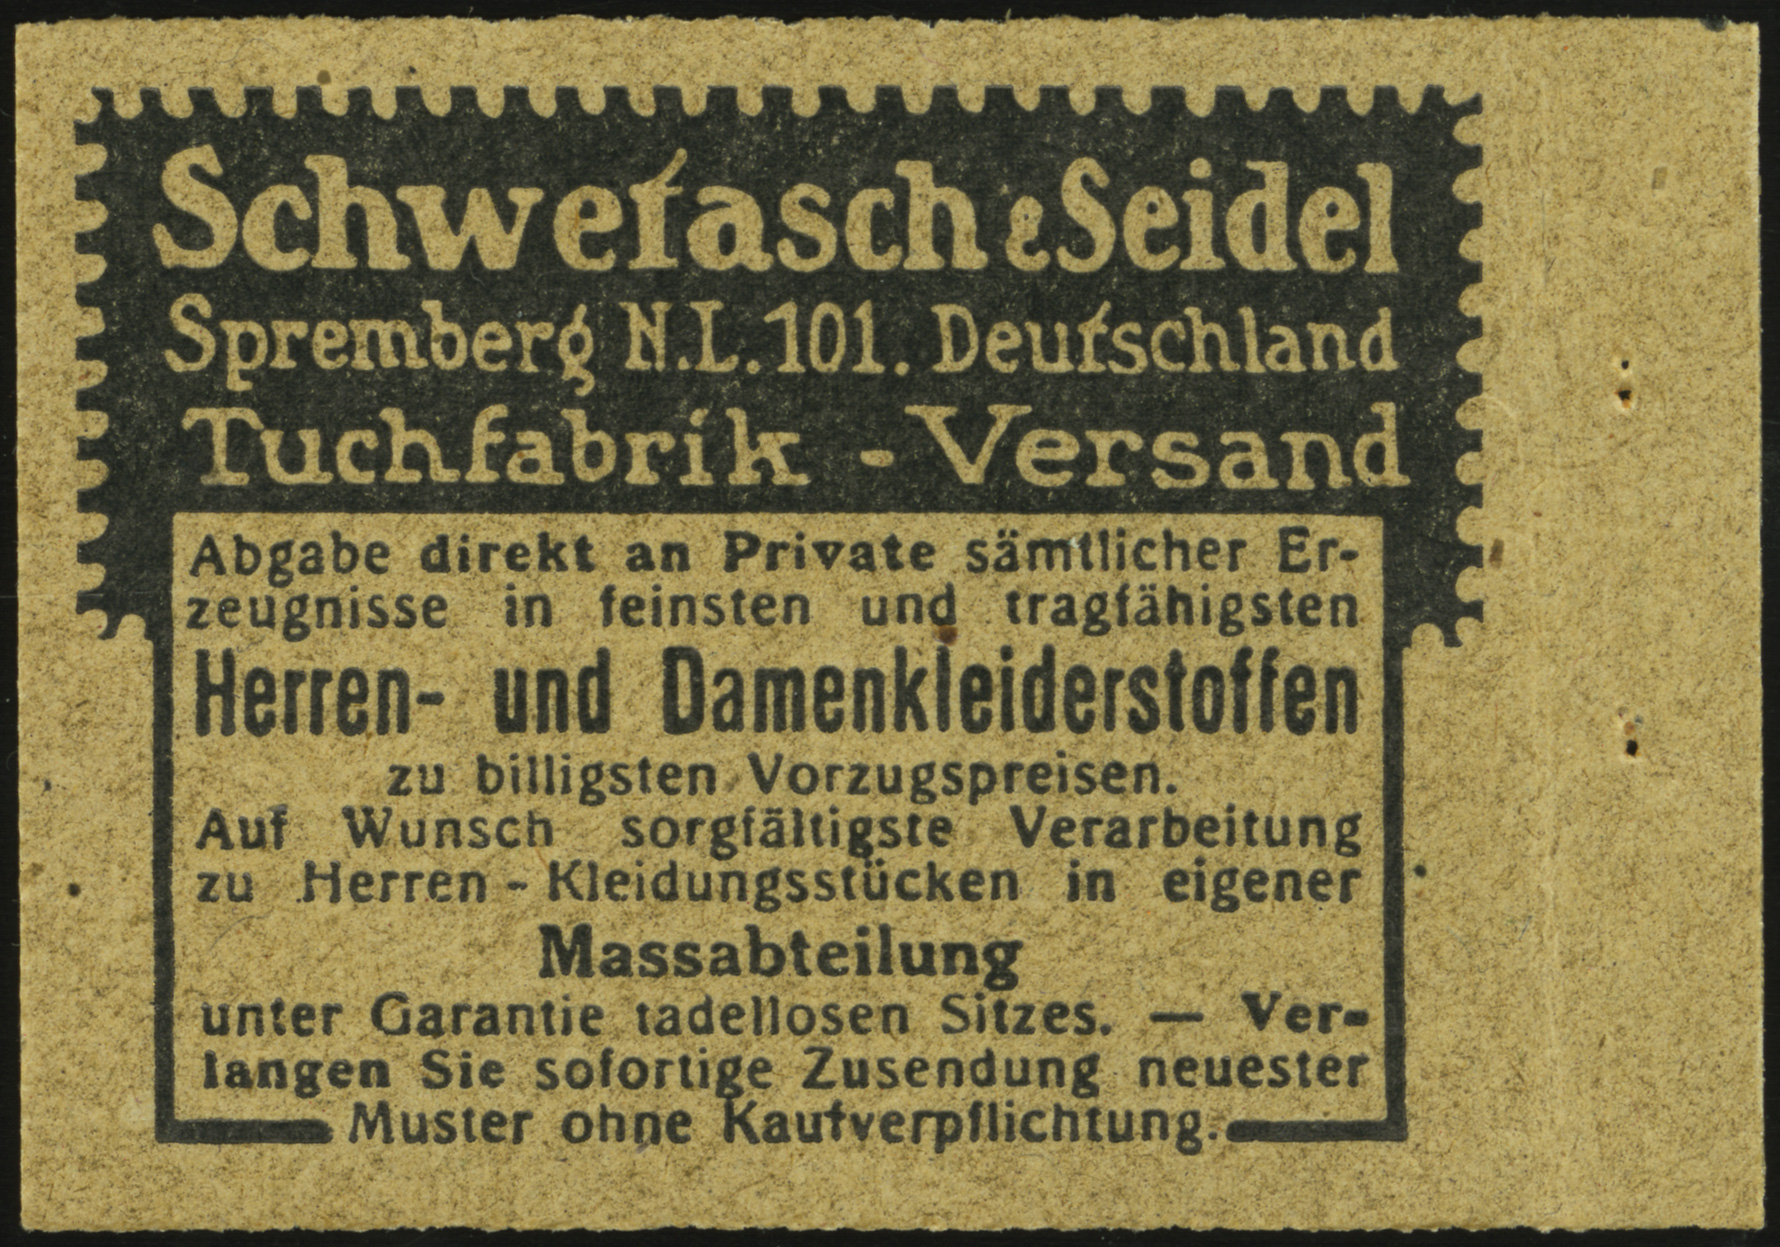 Schwetasch & Seidel
Spremberg N.L. 101. Deutschland
Tuchfabrik - Versand
Abgabe direkt an Private sämtlicher Er-
zeugnisse in feinsten und tragfähigsten
Herren- und Damenkleiderstoffen
zu billigsten Vorzugspreisen.
Auf Wunsch sorgfältigste Verarbeitung
zu Herren-Kleidungsstücken in eigener
Massabteilung
unter Garantie tadellosen Sitzes. — Ver-
langen Sie sofortige Zusendung neuester
Muster ohne Kaufverpflichtung.